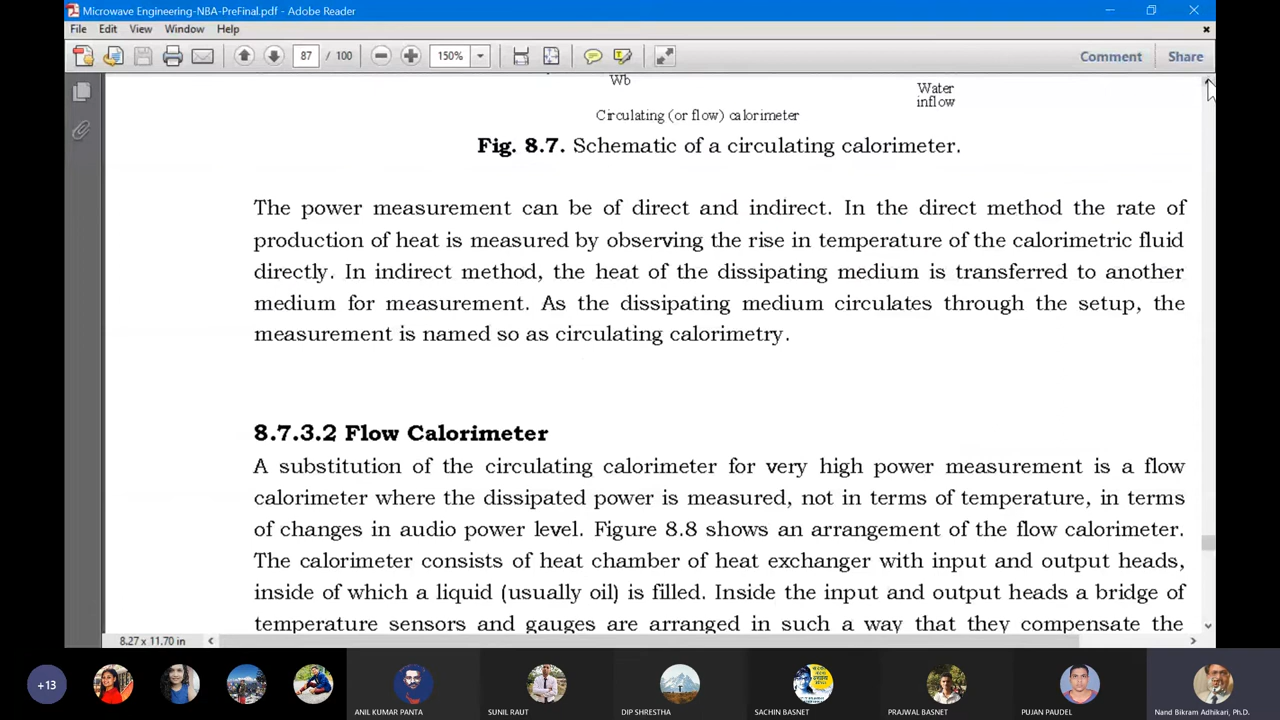 Microwave Engineering-NBA-PreFinal.pdf - Adobe Reader
File Edit View Window Help
87 / 100 150% Comment Share
Wb
Water
inflow
Circulating (or flow) calorimeter
Fig. 8.7. Schematic of a circulating calorimeter.
The power measurement can be of direct and indirect. In the direct method the rate of
production of heat is measured by observing the rise in temperature of the calorimetric fluid
directly. In indirect method, the heat of the dissipating medium is transferred to another
medium for measurement. As the dissipating medium circulates through the setup, the
measurement is named so as circulating calorimetry.
8.7.3.2 Flow Calorimeter
A substitution of the circulating calorimeter for very high power measurement is a flow
calorimeter where the dissipated power is measured, not in terms of temperature, in terms
of changes in audio power level. Figure 8.8 shows an arrangement of the flow calorimeter.
The calorimeter consists of heat chamber of heat exchanger with input and output heads,
inside of which a liquid (usually oil) is filled. Inside the input and output heads a bridge of
temperature sensors and gauges are arranged in such a way that they compensate the
8.27 x 11.70 in
+13
ANIL KUMAR PANTA SUNIL RAUT DIP SHRESTHA SACHIN BASNET PRAJWAL BASNET PUJAN PAUDEL Nand Bikram Adhikari, Ph.D.